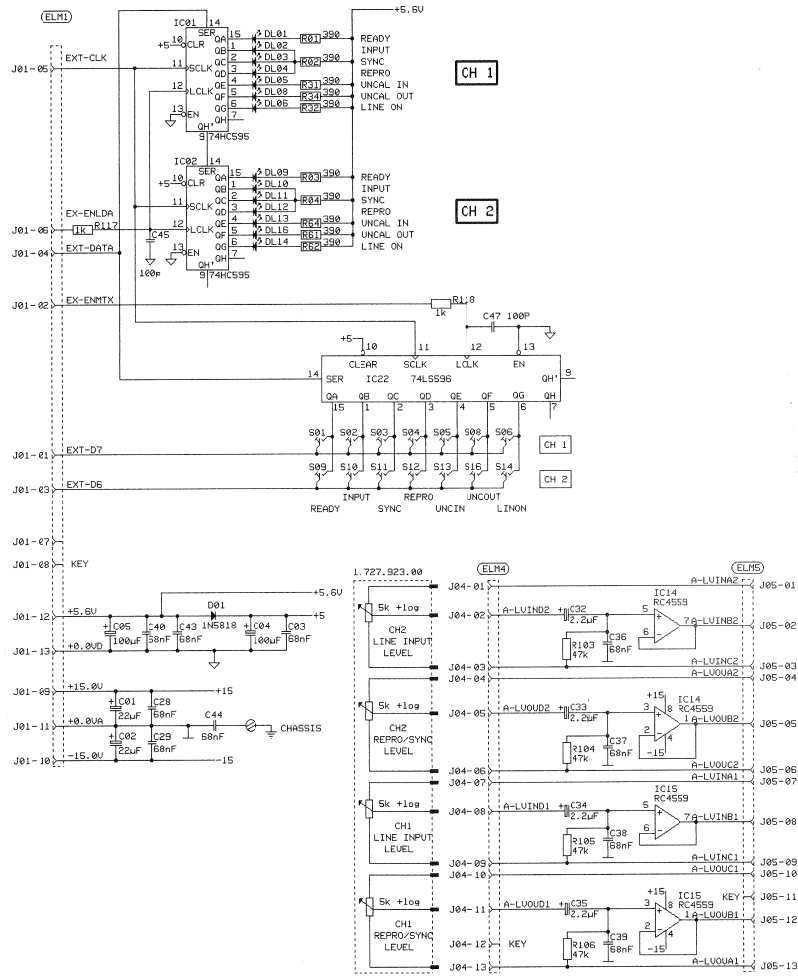 ELM1
+5.6V
IC01 14
SER
+5 10 CLR QA 15 DL01 R01 390 READY
QB 1 DL02 INPUT
J01-05 EXT-CLK 11 SCLK QC 2 DL03 R02 390 SYNC
QD 3 DL04 REPRO
12 LCLK QE 4 DL05 R31 390 UNCAL IN
QF 5 DL08 R34 390 UNCAL OUT
13 EN QG 6 DL06 R32 390 LINE ON
QH 7
QH'
9 74HC595
CH 1
IC02 14
SER
+5 10 CLR QA 15 DL09 R03 390 READY
QB 1 DL10 INPUT
11 SCLK QC 2 DL11 R04 390 SYNC
QD 3 DL12 REPRO
EX-ENLDA
J01-06 1k R117 12 LCLK QE 4 DL13 R64 390 UNCAL IN
C45 QF 5 DL16 R61 390 UNCAL OUT
J01-04 EXT-DATA 13 EN QG 6 DL14 R62 390 LINE ON
QH 7
100p QH'
9 74HC595
CH 2
J01-02 EX-ENMTX R118
1k
C47 100P
+5 10 11 12 13
CLEAR SCLK LCLK EN
14 SER IC22 74LS596 QH' 9
QA QB QC QD QE QF QG QH
15 1 2 3 4 5 6 7
S01 S02 S03 S04 S05 S08 S06
CH 1
J01-01 EXT-D7
S09 S10 S11 S12 S13 S16 S14
CH 2
J01-03 EXT-D6
INPUT REPRO UNCOUT
READY SYNC UNCIN LINON
J01-07
J01-08 KEY
+5.6V
J01-12 +5.6V D01 +5
1N5818
C05 C40 C43 C04 C03
100µF 68nF 68nF 100µF 68nF
J01-13 +0.0VD
J01-09 +15.0V +15
C01 C28
22µF 68nF
J01-11 +0.0VA C44 CHASSIS
68nF
C02 C29
22µF 68nF
J01-10 -15.0V -15
1.727.923.00 ELM4 ELM5
J04-01 A-LVINA2 J05-01
5k +log
J04-02 A-LVIND2 + C32 2.2µF 5 6 IC14 RC4559 7 A-LVINB2 J05-02
CH2
LINE INPUT
LEVEL
R103 47k C36 68nF
J04-03 A-LVINC2 J05-03
J04-04 A-LVOUA2 J05-04
5k +log
J04-05 A-LVOUD2 + C33 2.2µF +15 3 8 2 4 -15 IC14 RC4559 1 A-LVOUB2 J05-05
CH2
REPRO/SYNC
LEVEL
R104 47k C37 68nF
J04-06 A-LVOUC2 J05-06
J04-07 A-LVINA1 J05-07
5k +log
J04-08 A-LVIND1 + C34 2.2µF 5 6 IC15 RC4559 7 A-LVINB1 J05-08
CH1
LINE INPUT
LEVEL
R105 47k C38 68nF
J04-09 A-LVINC1 J05-09
J04-10 A-LVOUC1 J05-10
KEY J05-11
5k +log
J04-11 A-LVOUD1 + C35 2.2µF +15 3 8 2 4 -15 IC15 RC4559 1 A-LVOUB1 J05-12
CH1
REPRO/SYNC
LEVEL
J04-12 KEY R106 47k C39 68nF
J04-13 A-LVOUA1 J05-13